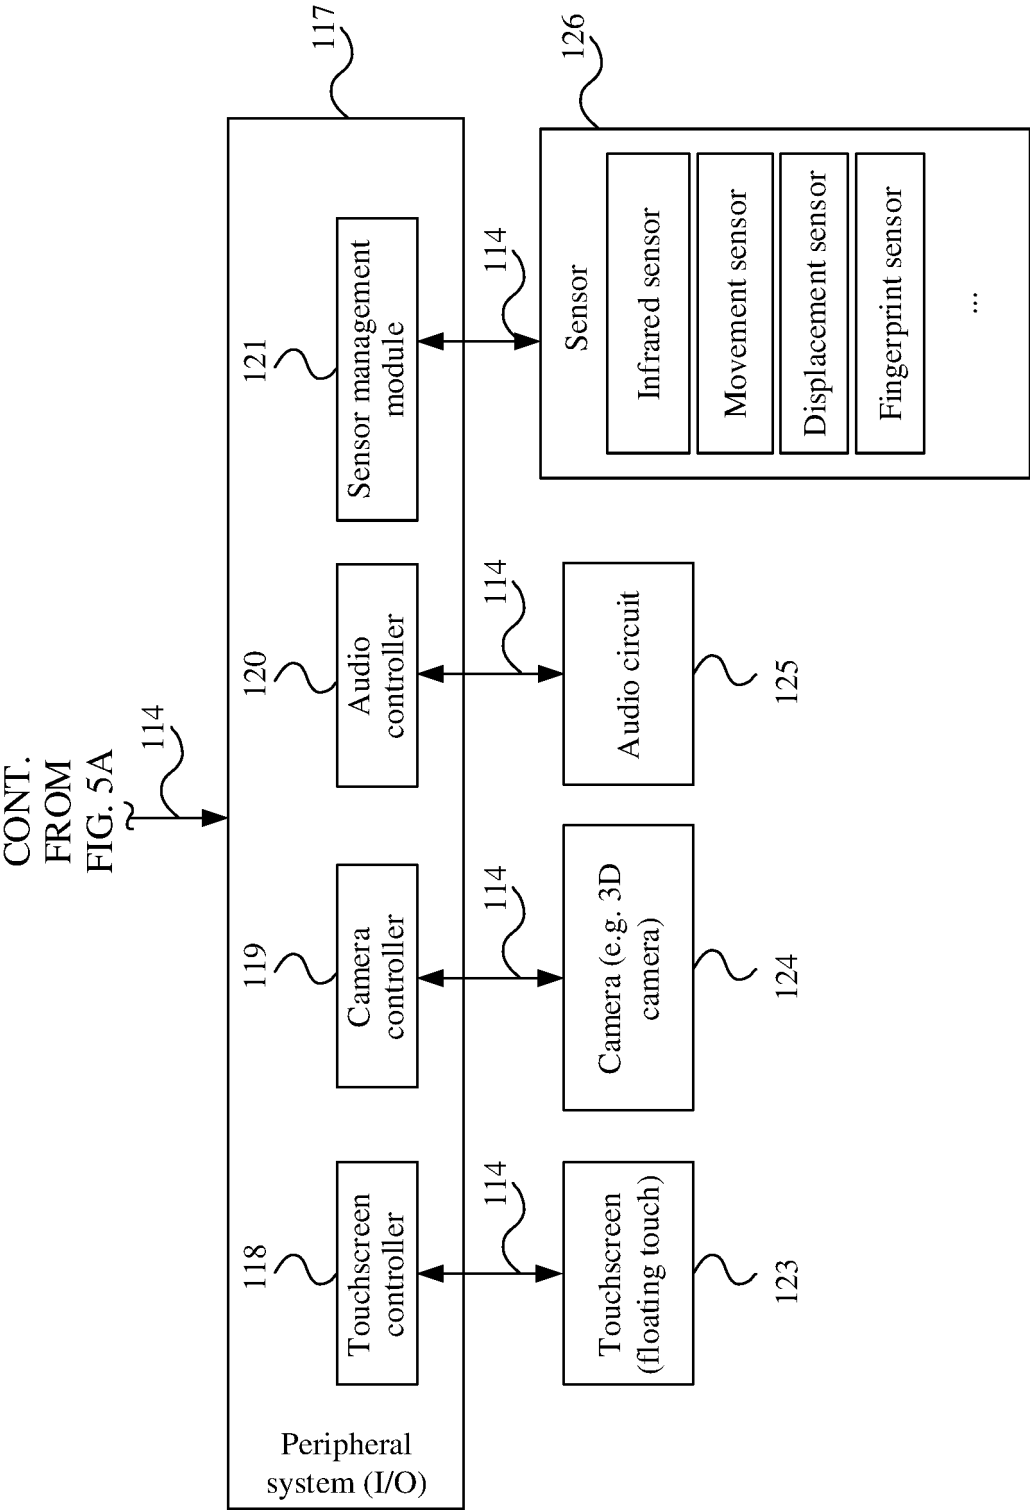 CONT.
FROM
FIG. 5A
114
117
Peripheral
system (I/O)
118
Touchscreen
controller
119
Camera
controller
120
Audio
controller
121
Sensor management
module
114
114
114
114
Touchscreen
(floating touch)
123
Camera (e.g. 3D
camera)
124
Audio circuit
125
126
Sensor
Infrared sensor
Movement sensor
Displacement sensor
Fingerprint sensor
...